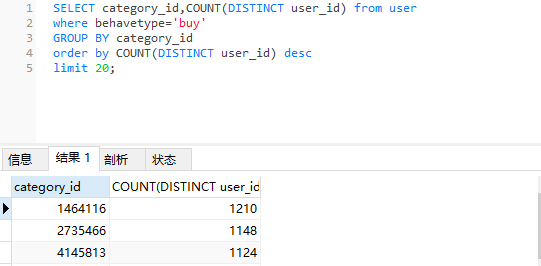 1 SELECT category_id,COUNT(DISTINCT user_id) from user
2 where behavetype='buy'
3 GROUP BY category_id
4 order by COUNT(DISTINCT user_id) desc
5 limit 20;
信息 结果 1 剖析 状态
category_id COUNT(DISTINCT user_id
1464116 1210
2735466 1148
4145813 1124